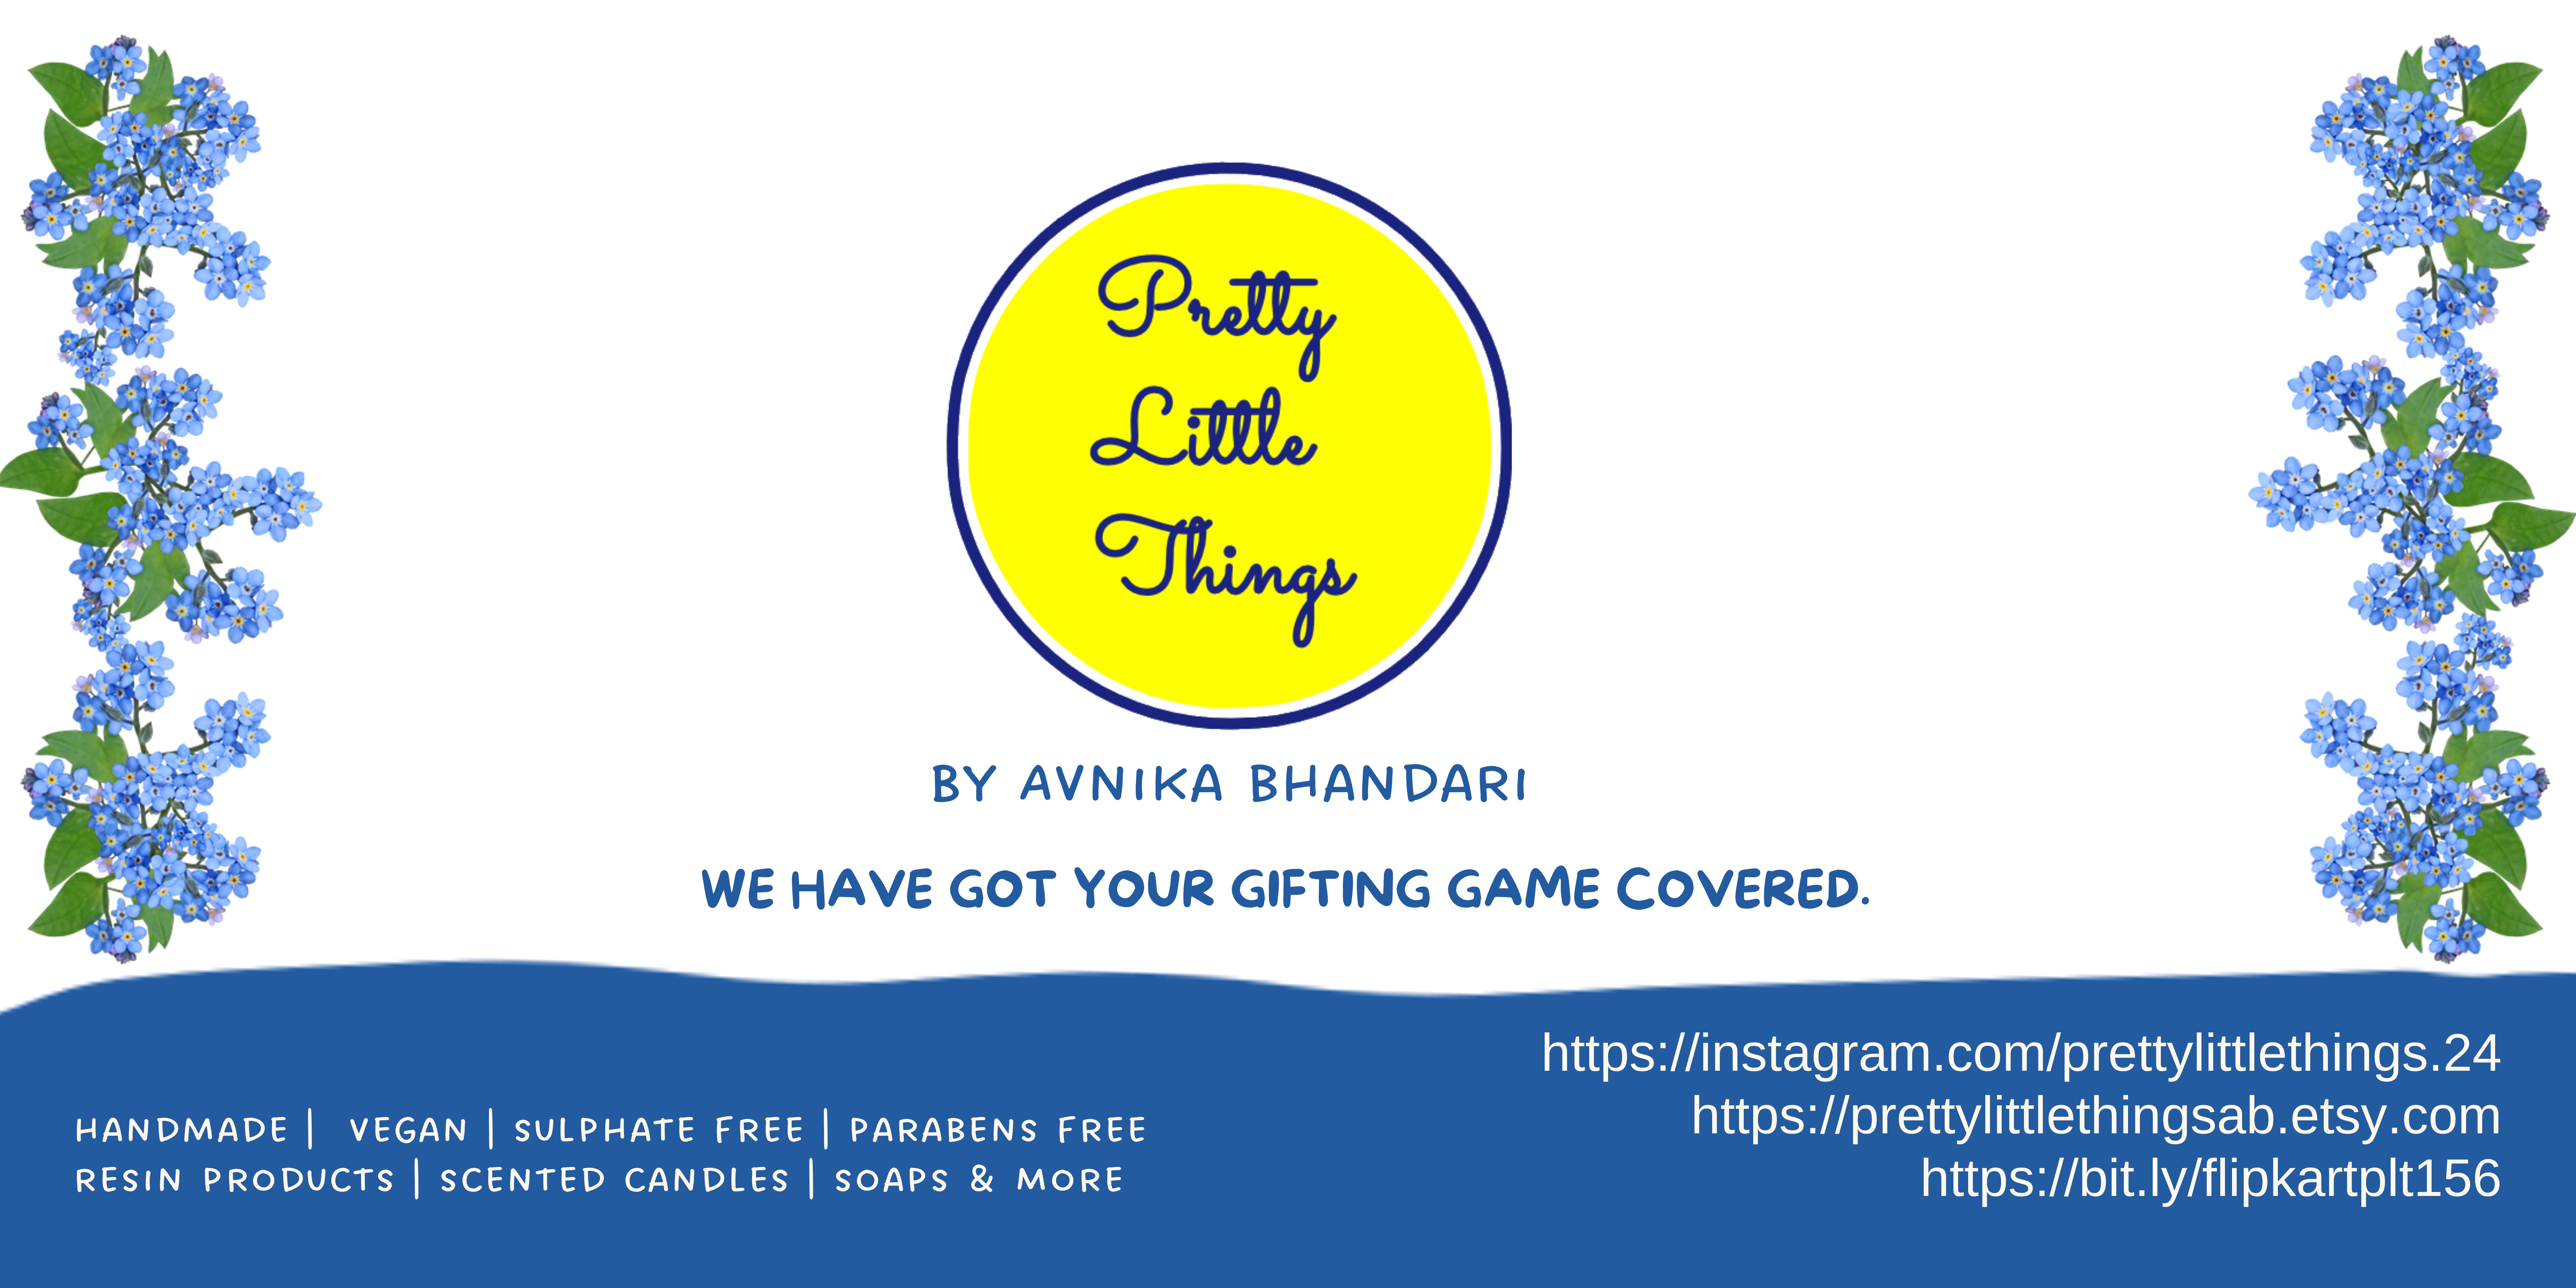 Pretty
Little
Things
BY AVNIKA BHANDARI
WE HAVE GOT YOUR GIFTING GAME COVERED.
HANDMADE | VEGAN | SULPHATE FREE | PARABENS FREE
RESIN PRODUCTS | SCENTED CANDLES | SOAPS & MORE
https://instagram.com/prettylittlethings.24
https://prettylittlethingsab.etsy.com
https://bit.ly/flipkartplt156